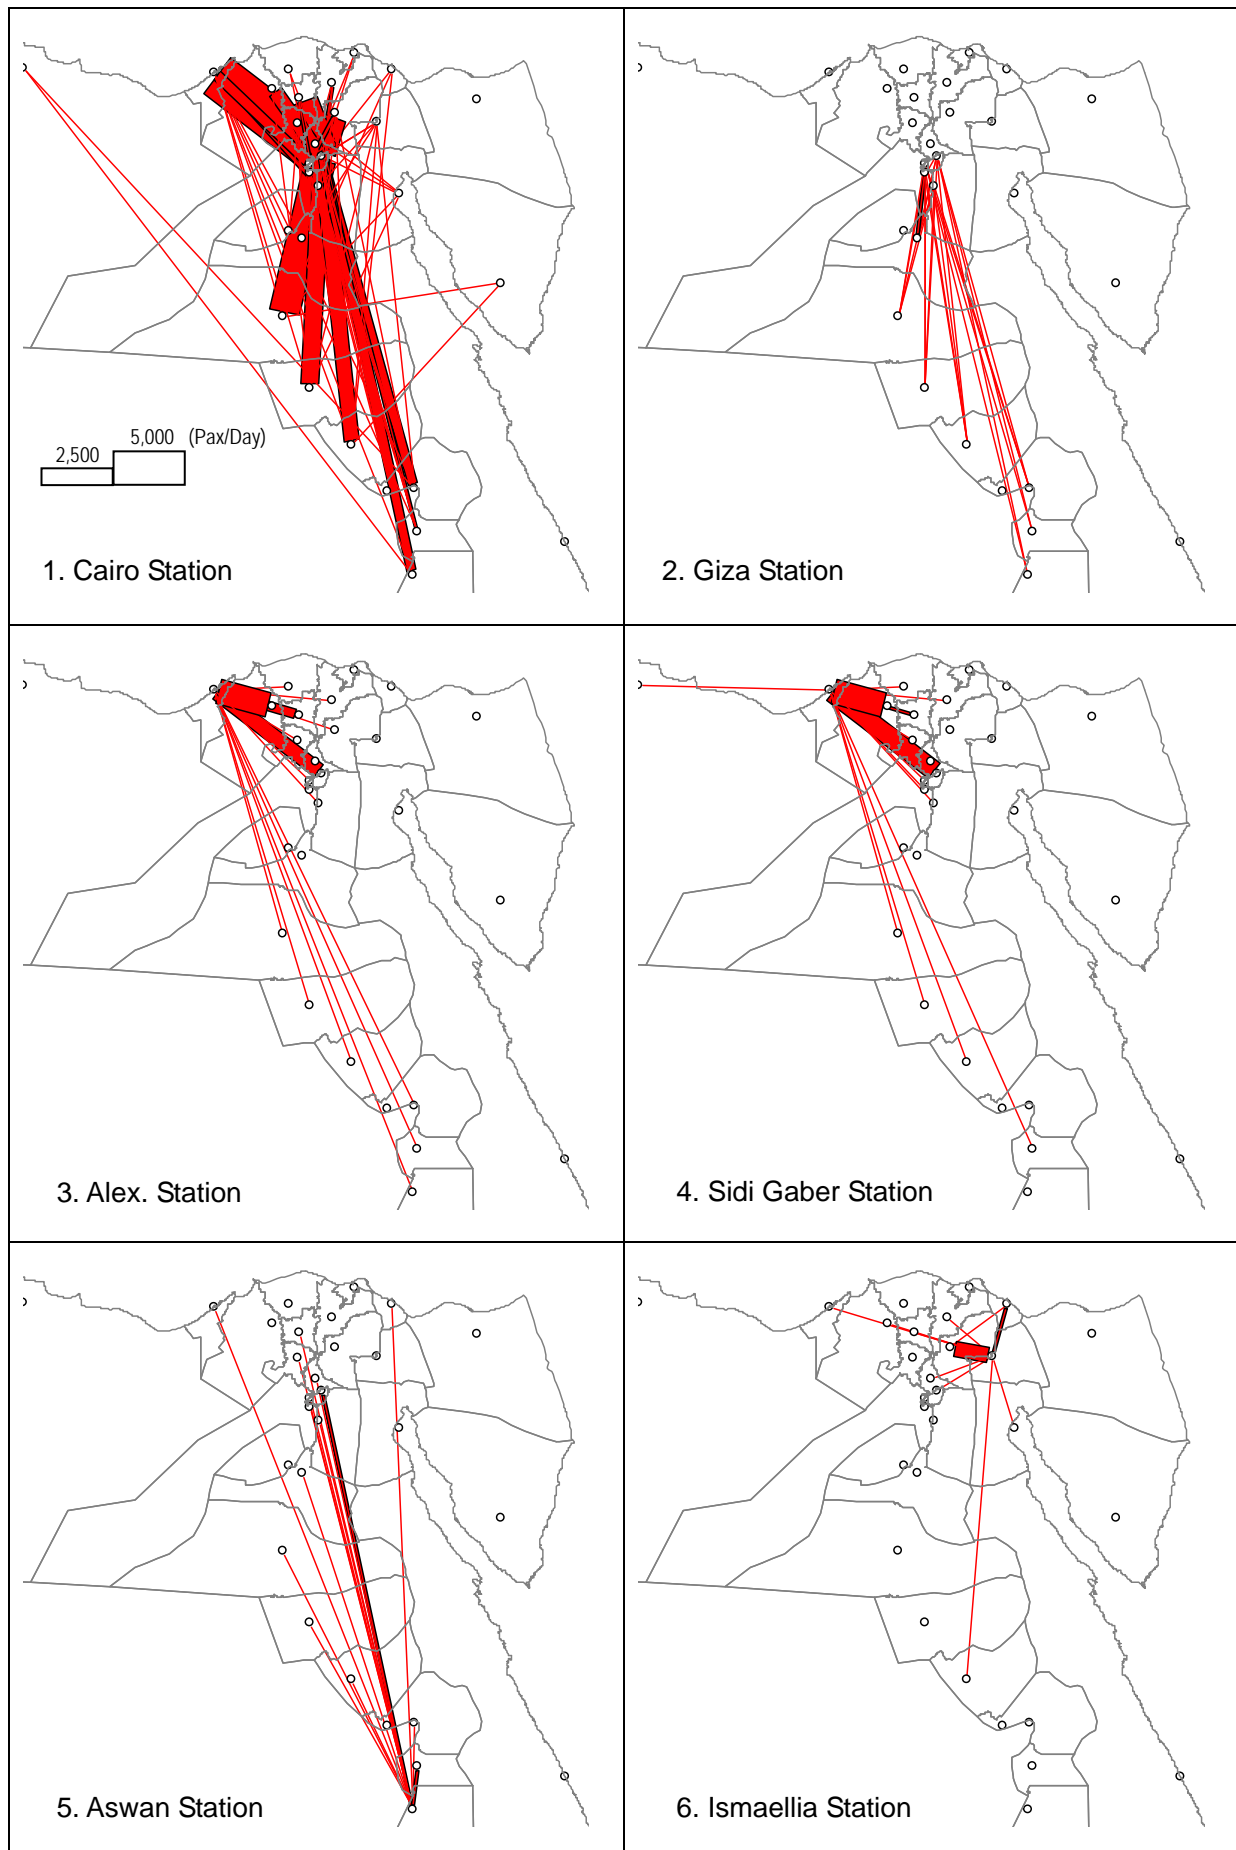 5,000 (Pax/Day)
2,500
1. Cairo Station
2. Giza Station
3. Alex. Station
4. Sidi Gaber Station
5. Aswan Station
6. Ismaellia Station